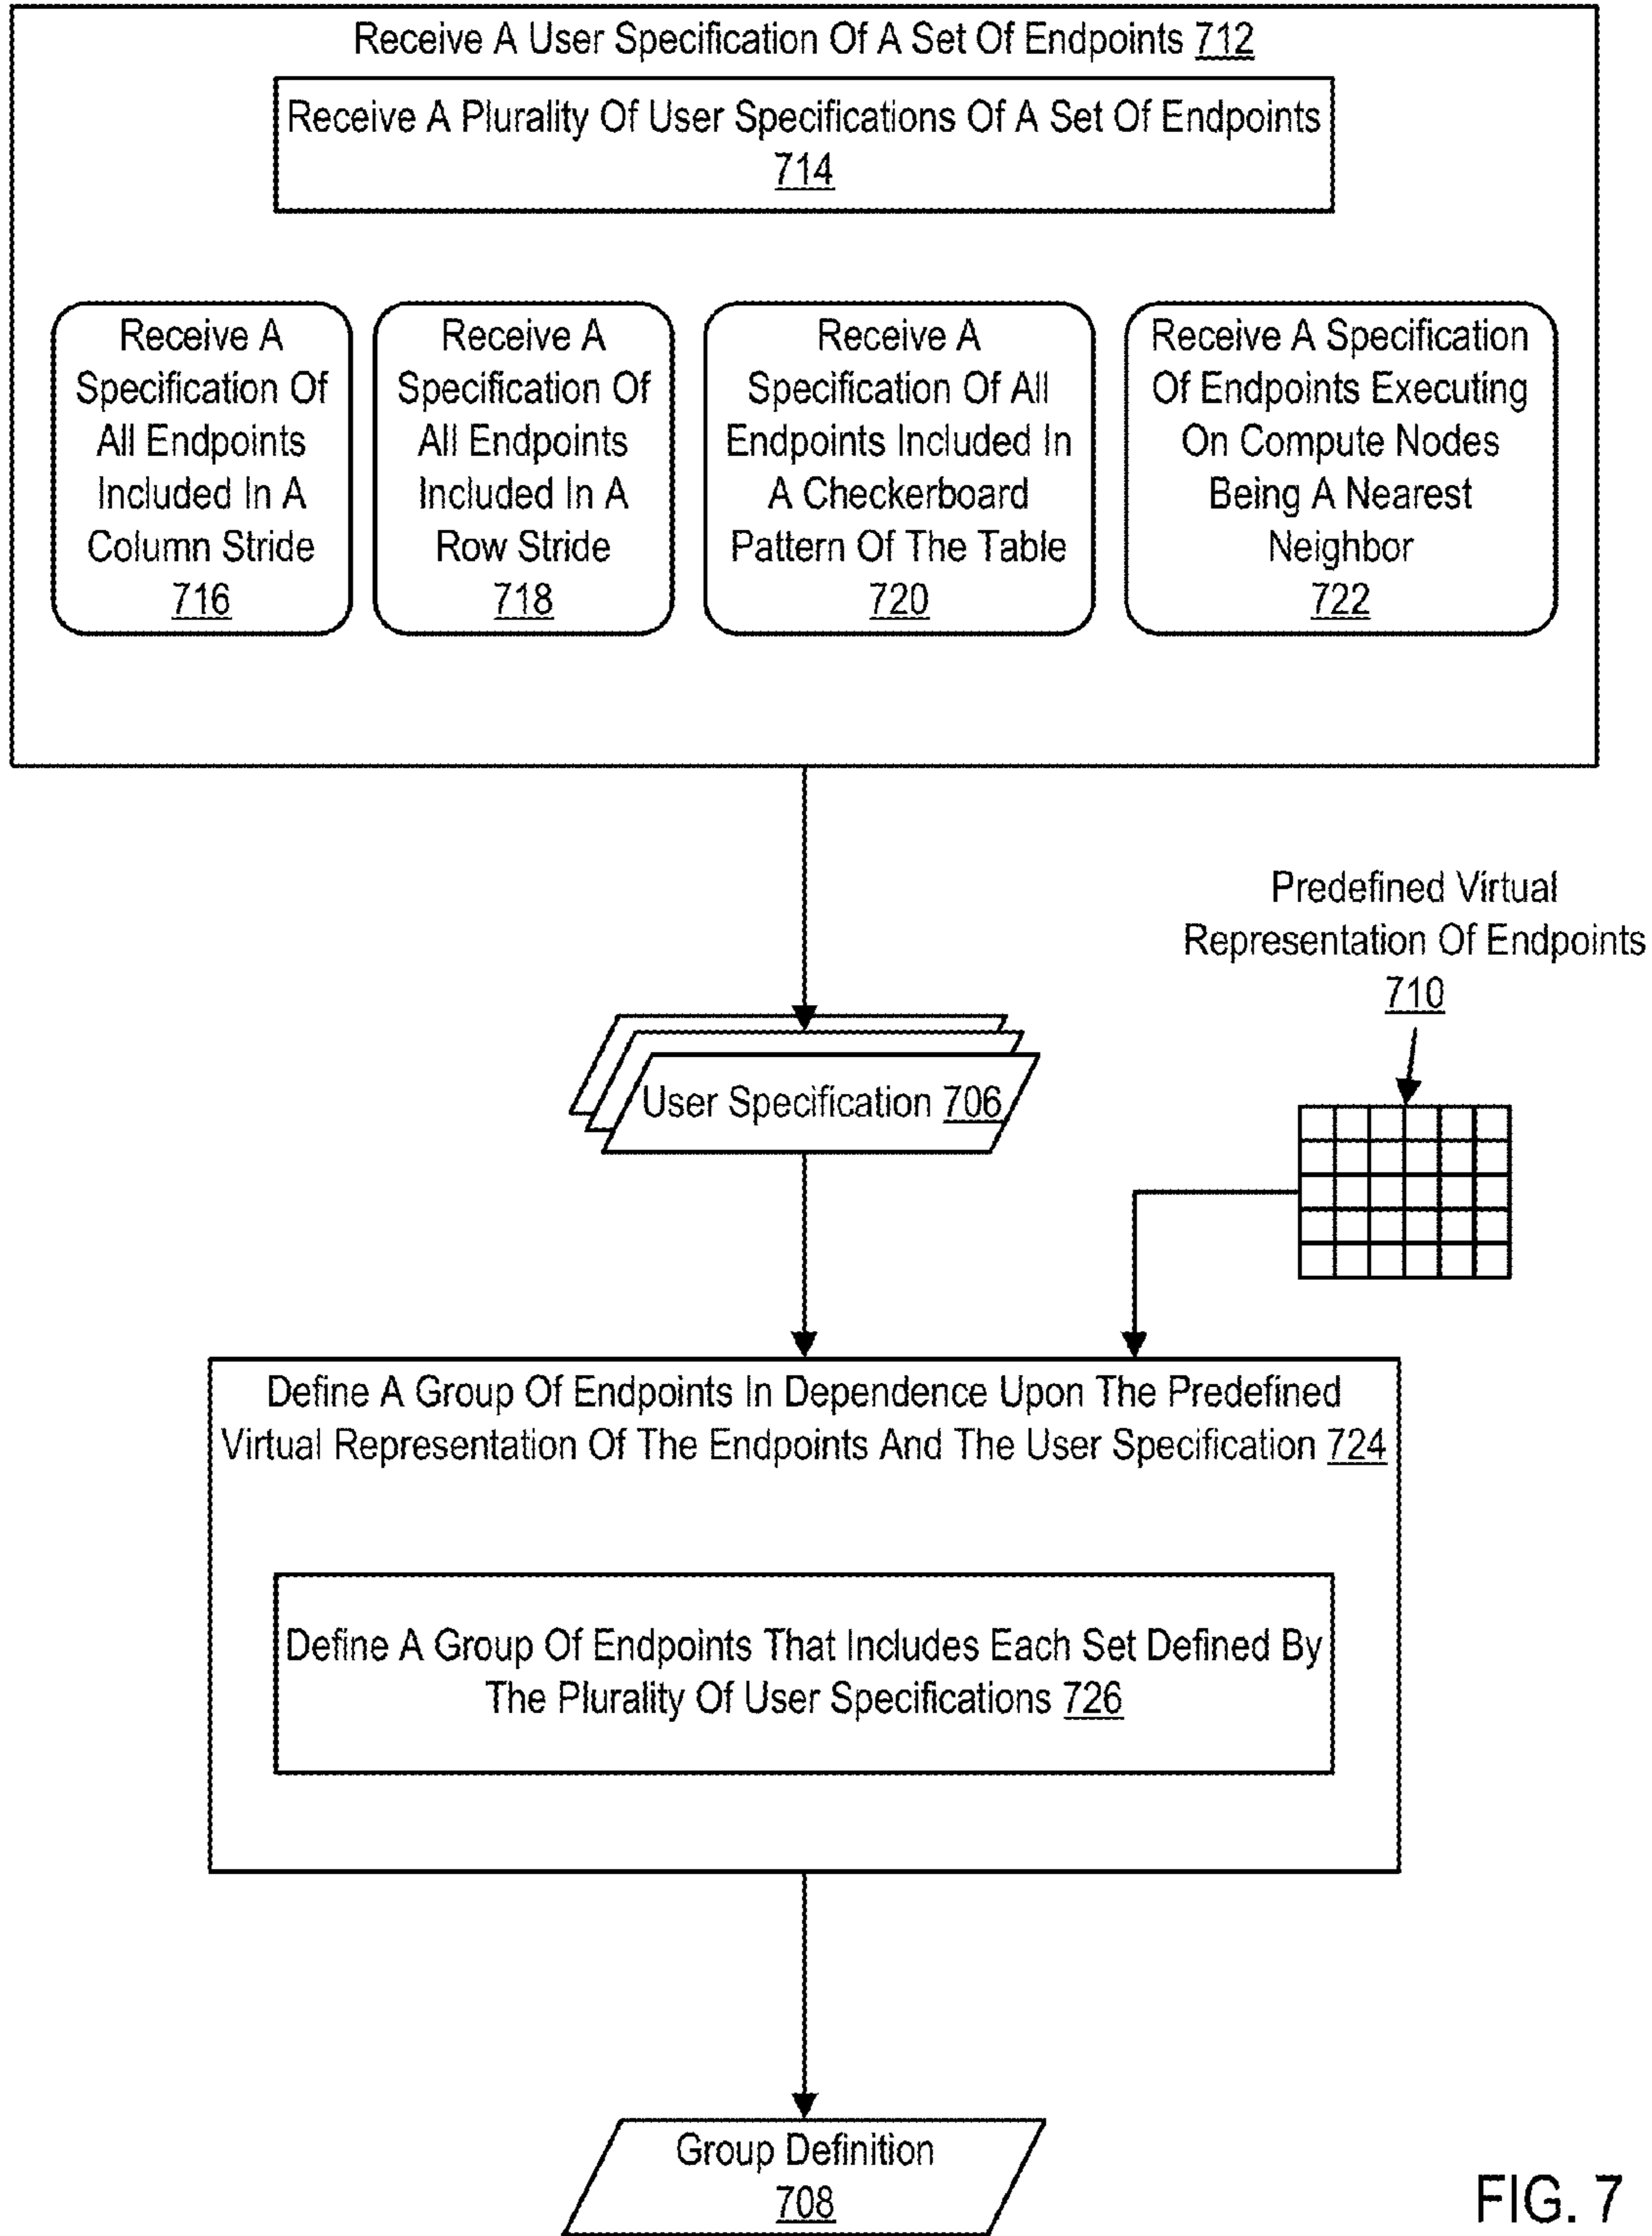 Receive A User Specification Of A Set Of Endpoints 712
Receive A Plurality Of User Specifications Of A Set Of Endpoints
714
Receive A
Specification Of
All Endpoints
Included In A
Column Stride
716
Receive A
Specification Of
All Endpoints
Included In A
Row Stride
718
Receive A
Specification Of All
Endpoints Included In
A Checkerboard
Pattern Of The Table
720
Receive A Specification
Of Endpoints Executing
On Compute Nodes
Being A Nearest
Neighbor
722
Predefined Virtual
Representation Of Endpoints
710
User Specification 706
Define A Group Of Endpoints In Dependence Upon The Predefined
Virtual Representation Of The Endpoints And The User Specification 724
Define A Group Of Endpoints That Includes Each Set Defined By
The Plurality Of User Specifications 726
Group Definition
708
FIG. 7